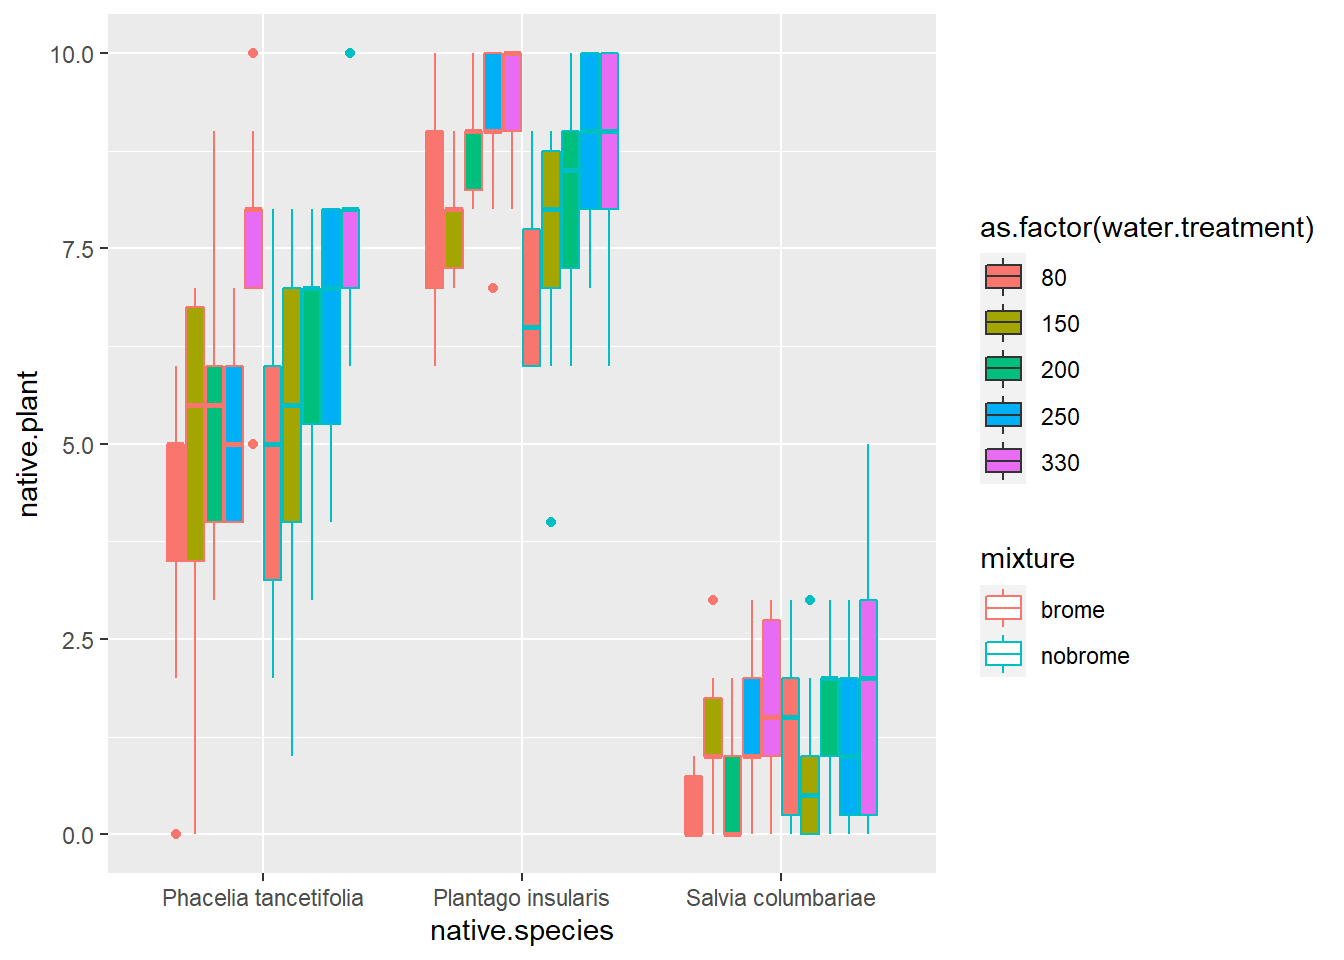 native.plant
10.0
7.5
5.0
2.5
0.0
Phacelia tancetifolia
Plantago insularis
Salvia columbariae
native.species
as.factor(water.treatment)
80
150
200
250
330
mixture
brome
nobrome